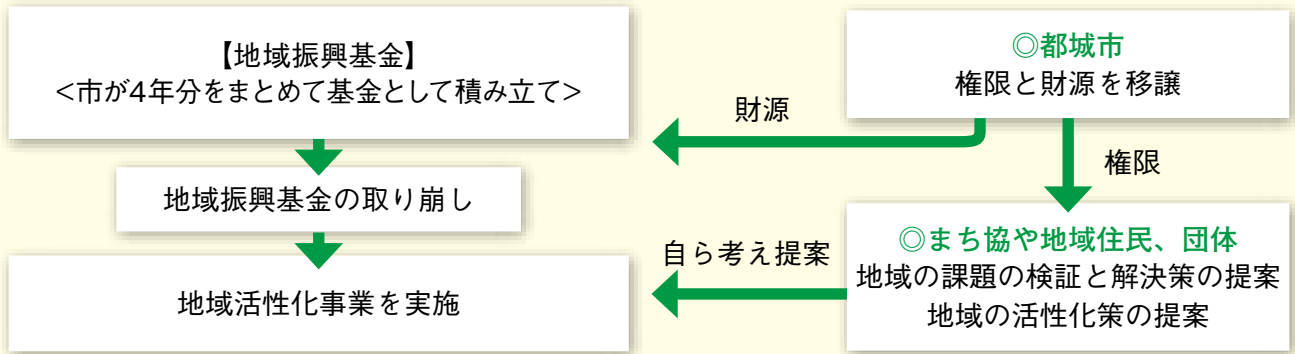 【地域振興基金】
<市が4年分をまとめて基金として積み立て>
◎都城市
権限と財源を移譲
財源
権限
地域振興基金の取り崩し
◎まち協や地域住民、団体
地域の課題の検証と解決策の提案
地域の活性化策の提案
自ら考え提案
地域活性化事業を実施